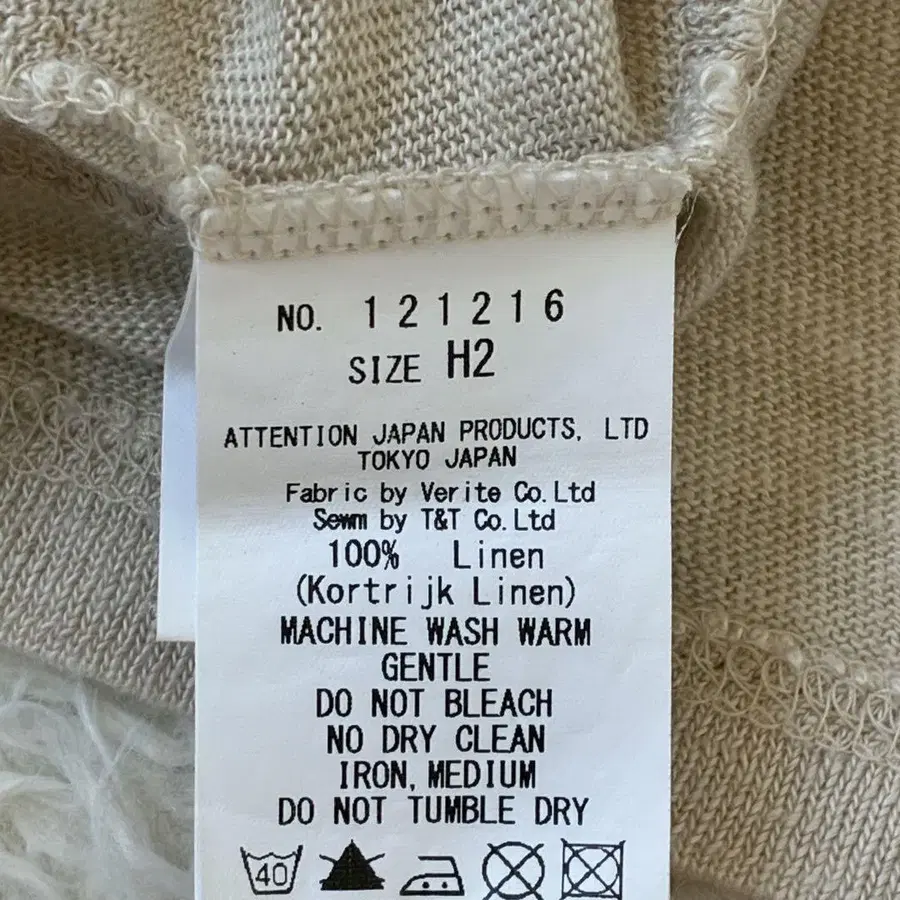 NO. 121216
SIZE H2
ATTENTION JAPAN PRODUCTS, LTD
TOKYO JAPAN
Fabric by Verite Co.Ltd
Sewm by T&T Co.Ltd
100% Linen
(Kortrijk Linen)
MACHINE WASH WARM
GENTLE
DO NOT BLEACH
NO DRY CLEAN
IRON, MEDIUM
DO NOT TUMBLE DRY
40